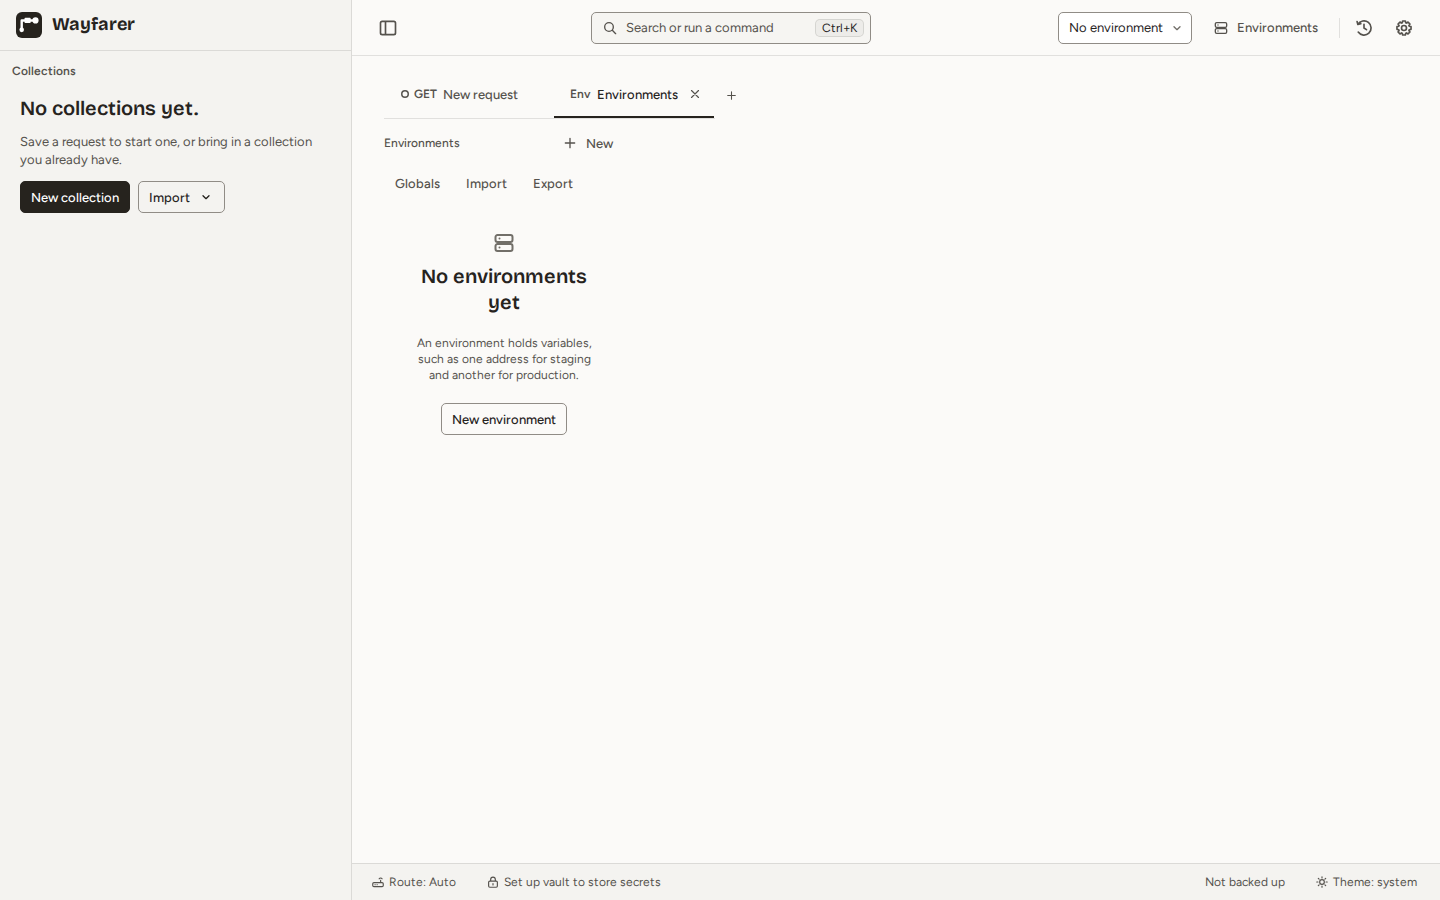 Wayfarer
Search or run a command
Ctrl+K
No environment
Environments
Collections
No collections yet.
Save a request to start one, or bring in a collection
you already have.
New collection
Import
GET New request
Env Environments
Environments
New
Globals
Import
Export
No environments
yet
An environment holds variables,
such as one address for staging
and another for production.
New environment
Route: Auto
Set up vault to store secrets
Not backed up
Theme: system